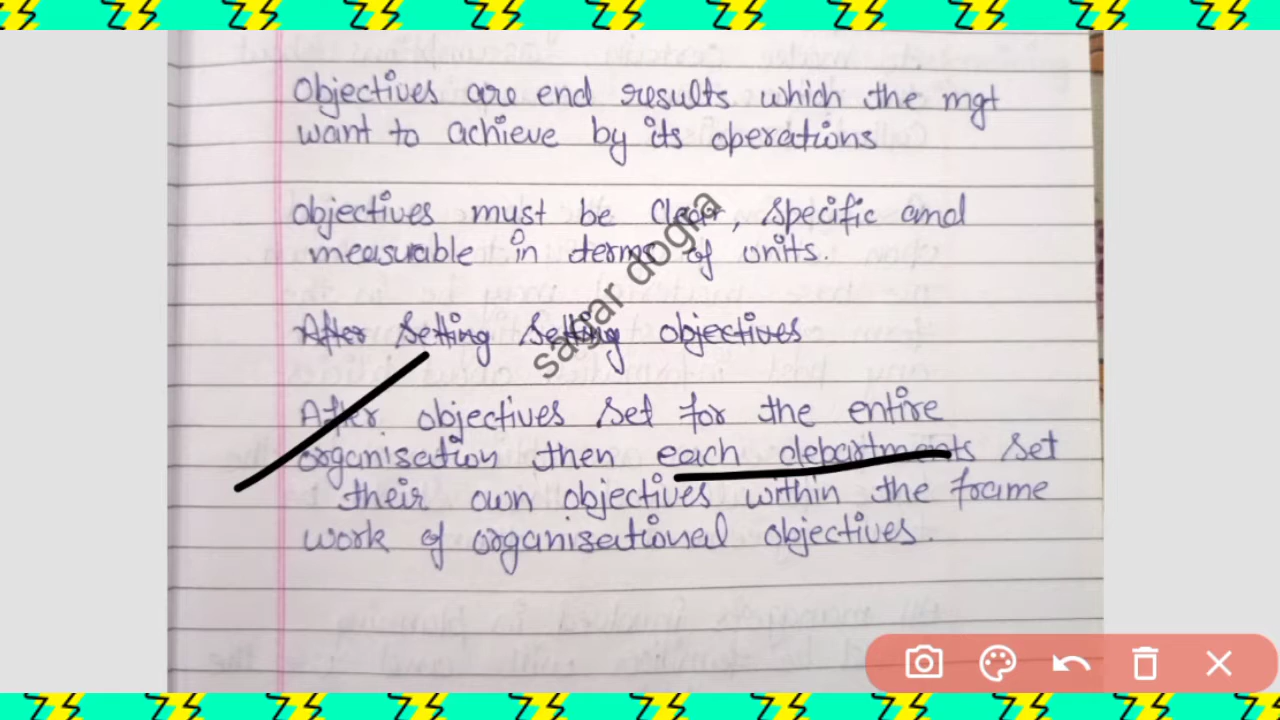 Objectives are end results which the mgt
want to achieve by its operations
objectives must be clear, specific and
measurable in terms of units.
After setting setting objectives
After objectives set for the entire
organisation then each departments set
their own objectives within the frame
work of organisational objectives.
sagar dogra